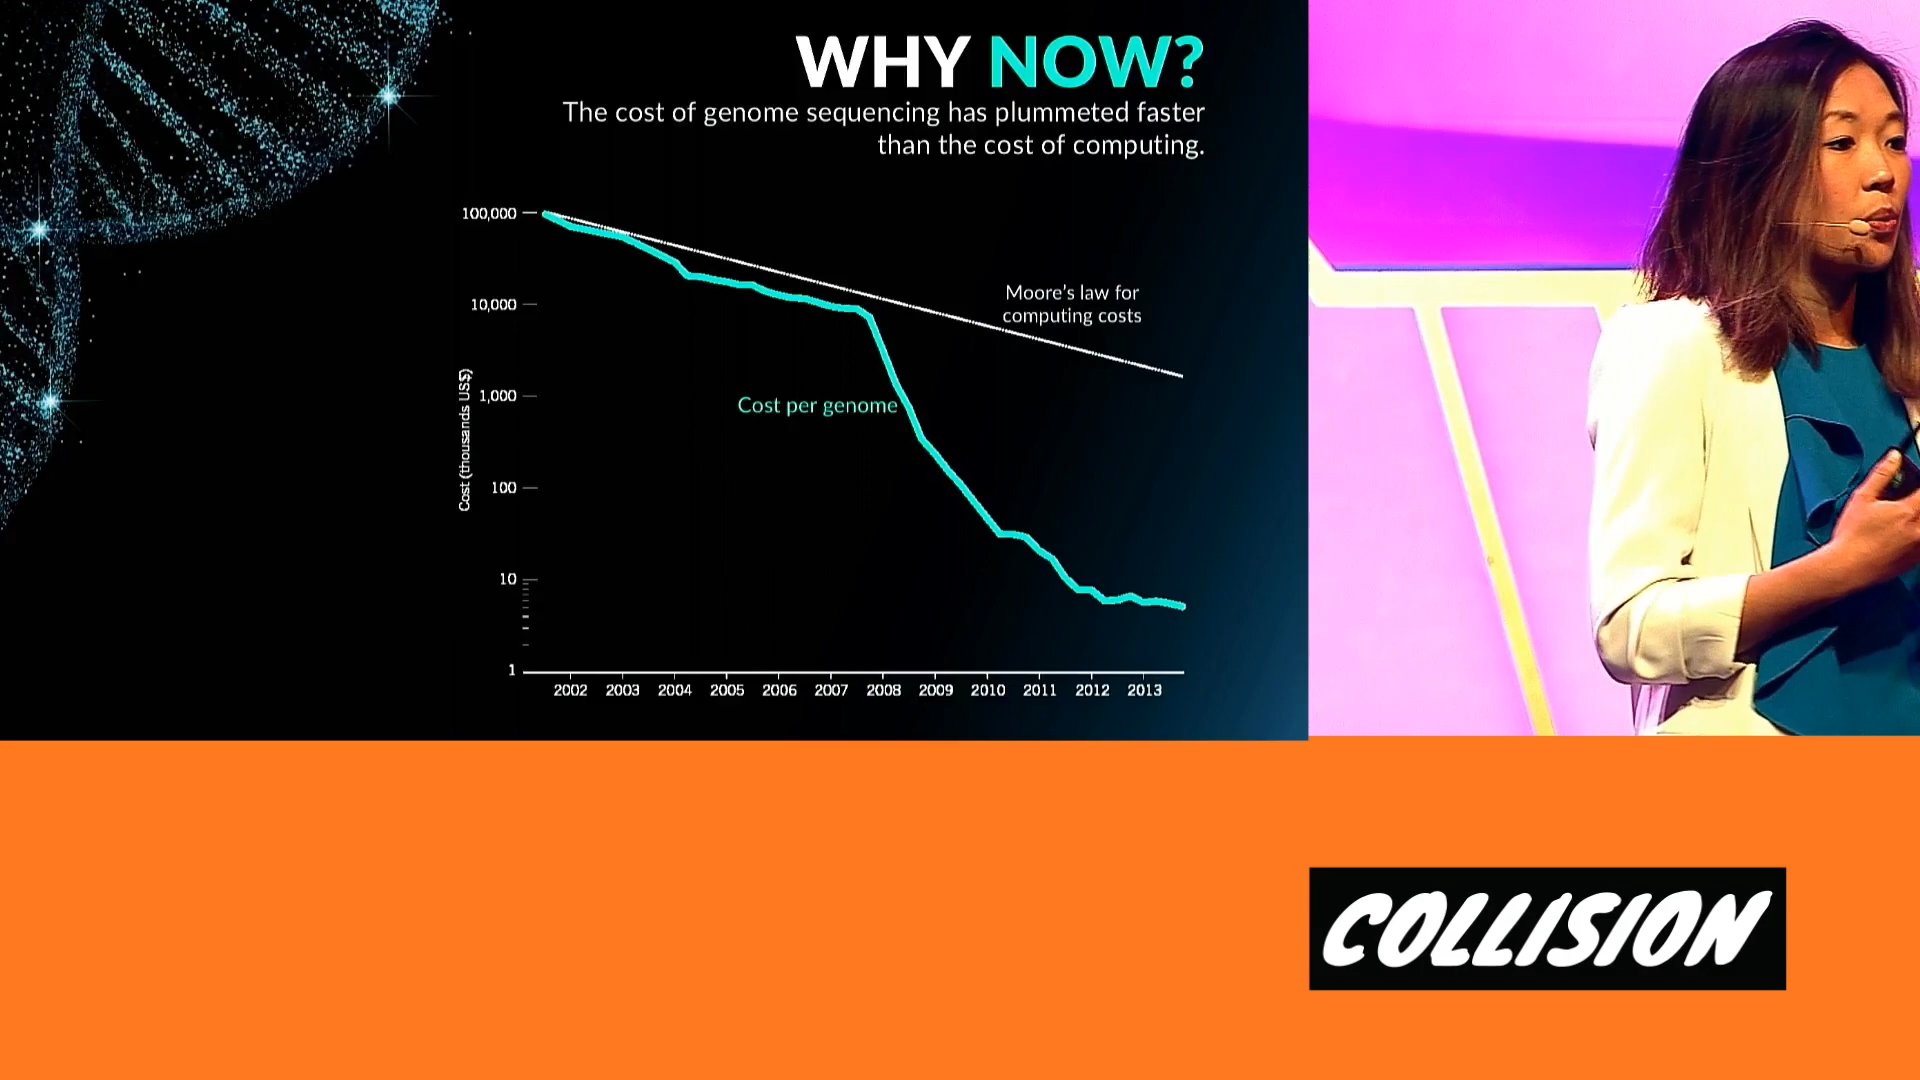 WHY NOW?
The cost of genome sequencing has plummeted faster
than the cost of computing.
100,000
10,000
1,000
100
10
1
Cost (thousands US$)
Moore's law for
computing costs
Cost per genome
2002 2003 2004 2005 2006 2007 2008 2009 2010 2011 2012 2013
COLLISION